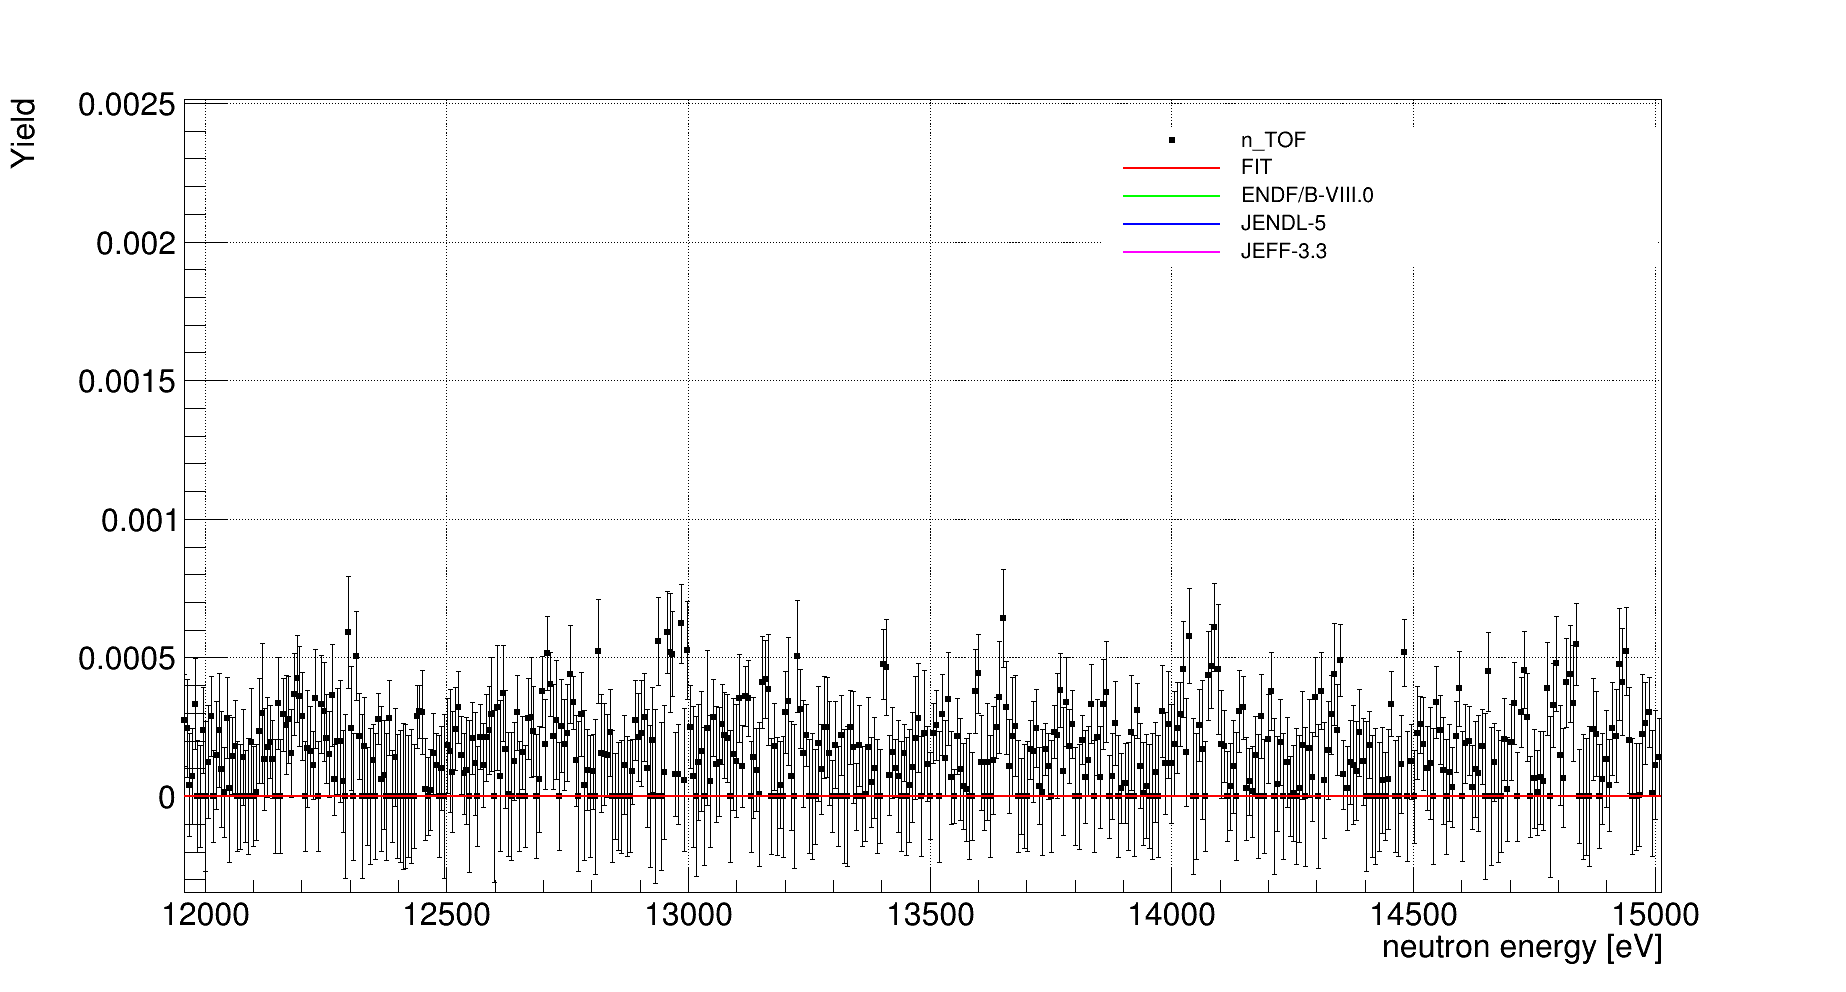 Yield
0.0025
0.002
0.0015
0.001
0.0005
0
n_TOF
FIT
ENDF/B-VIII.0
JENDL-5
JEFF-3.3
12000 12500 13000 13500 14000 14500 15000
neutron energy [eV]